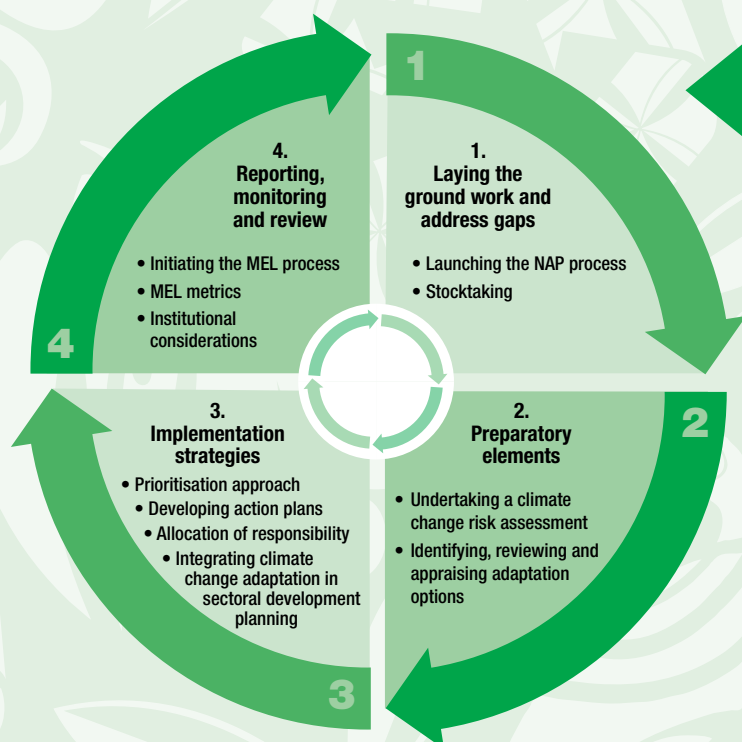 1
1.
Laying the
ground work and
address gaps
• Launching the NAP process
• Stocktaking
2
2.
Preparatory
elements
• Undertaking a climate
change risk assessment
• Identifying, reviewing and
appraising adaptation
options
3
3.
Implementation
strategies
• Prioritisation approach
• Developing action plans
• Allocation of responsibility
• Integrating climate
change adaptation in
sectoral development
planning
4
4.
Reporting,
monitoring
and review
• Initiating the MEL process
• MEL metrics
• Institutional
considerations